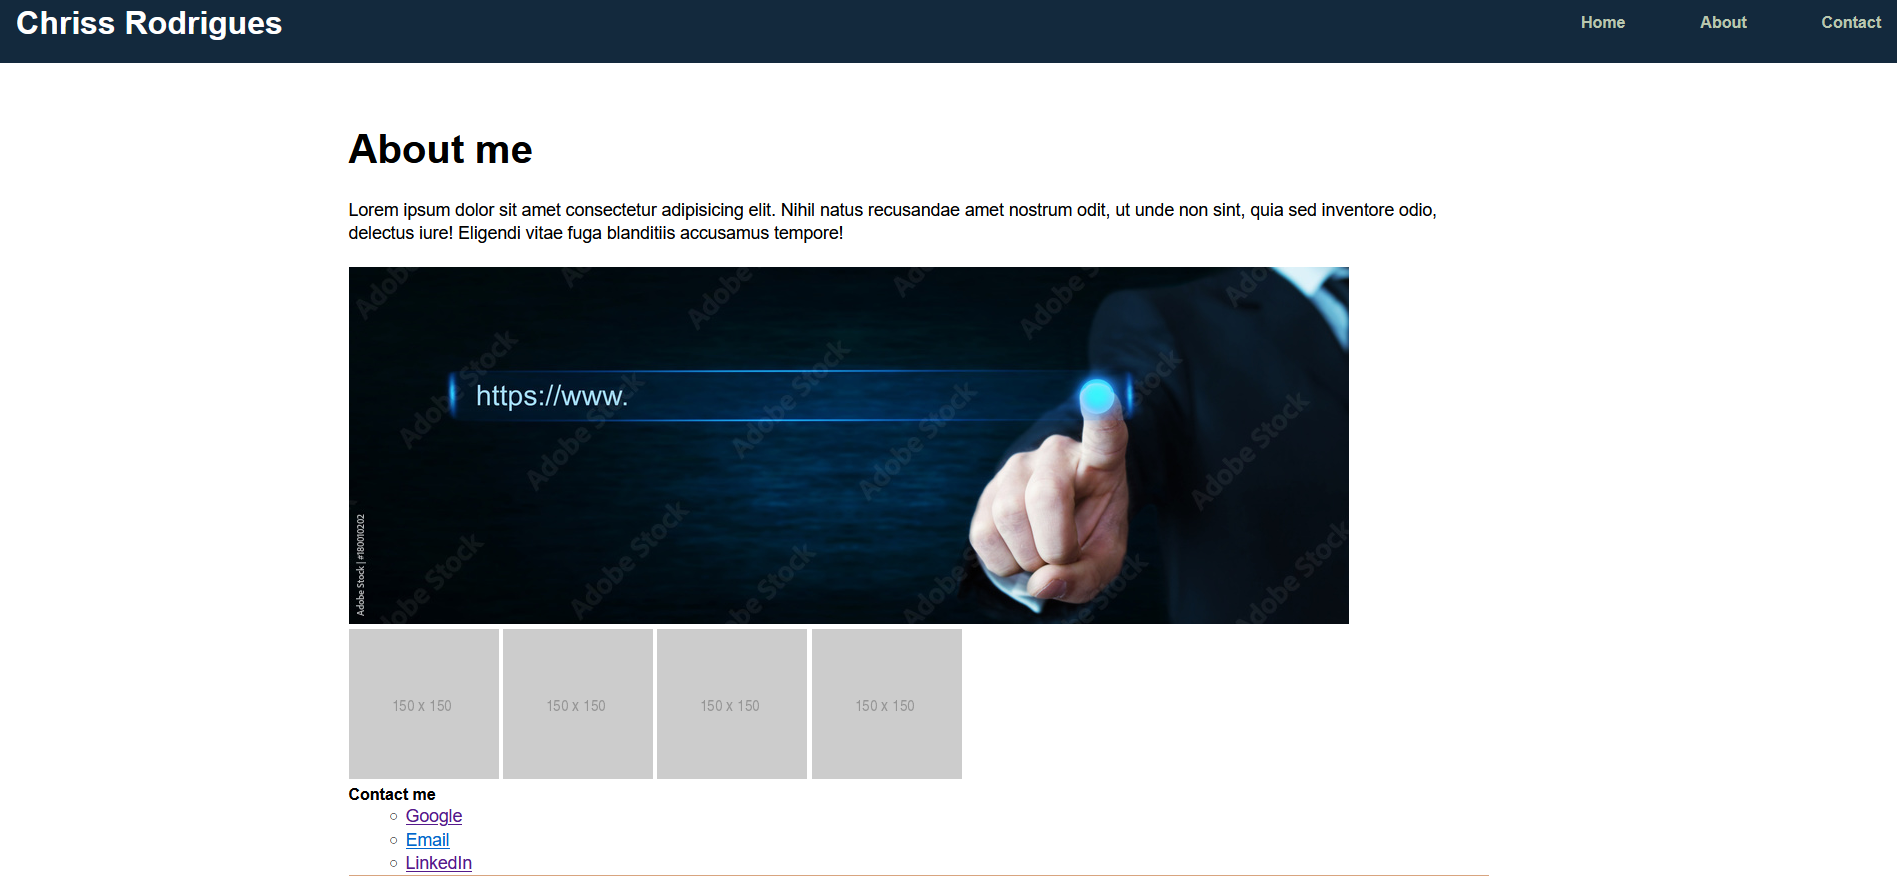 Chriss Rodrigues
Home About Contact
About me
Lorem ipsum dolor sit amet consectetur adipisicing elit. Nihil natus recusandae amet nostrum odit, ut unde non sint, quia sed inventore odio,
delectus iure! Eligendi vitae fuga blanditiis accusamus tempore!
https://www.
Adobe Stock
Adobe Stock | #180010202
150 x 150 150 x 150 150 x 150 150 x 150
Contact me
Google
Email
LinkedIn